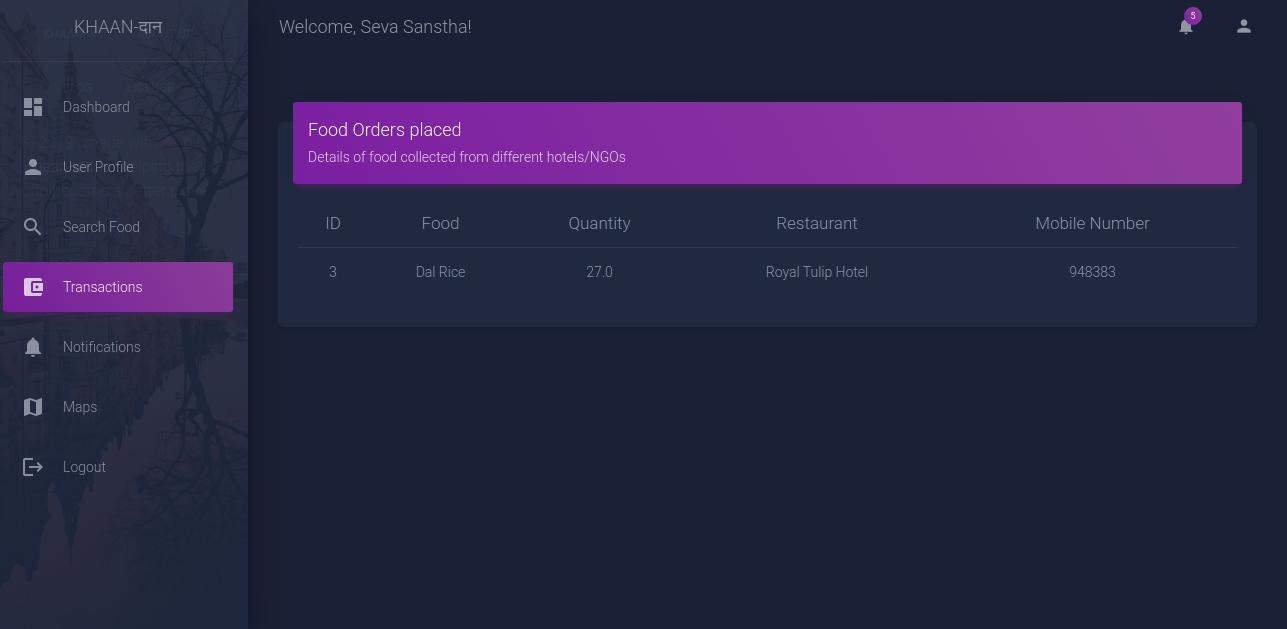 KHAAN-दान
Welcome, Seva Sanstha!
5
Dashboard
User Profile
Search Food
Transactions
Notifications
Maps
Logout
Food Orders placed
Details of food collected from different hotels/NGOs
ID Food Quantity Restaurant Mobile Number
3 Dal Rice 27.0 Royal Tulip Hotel 948383